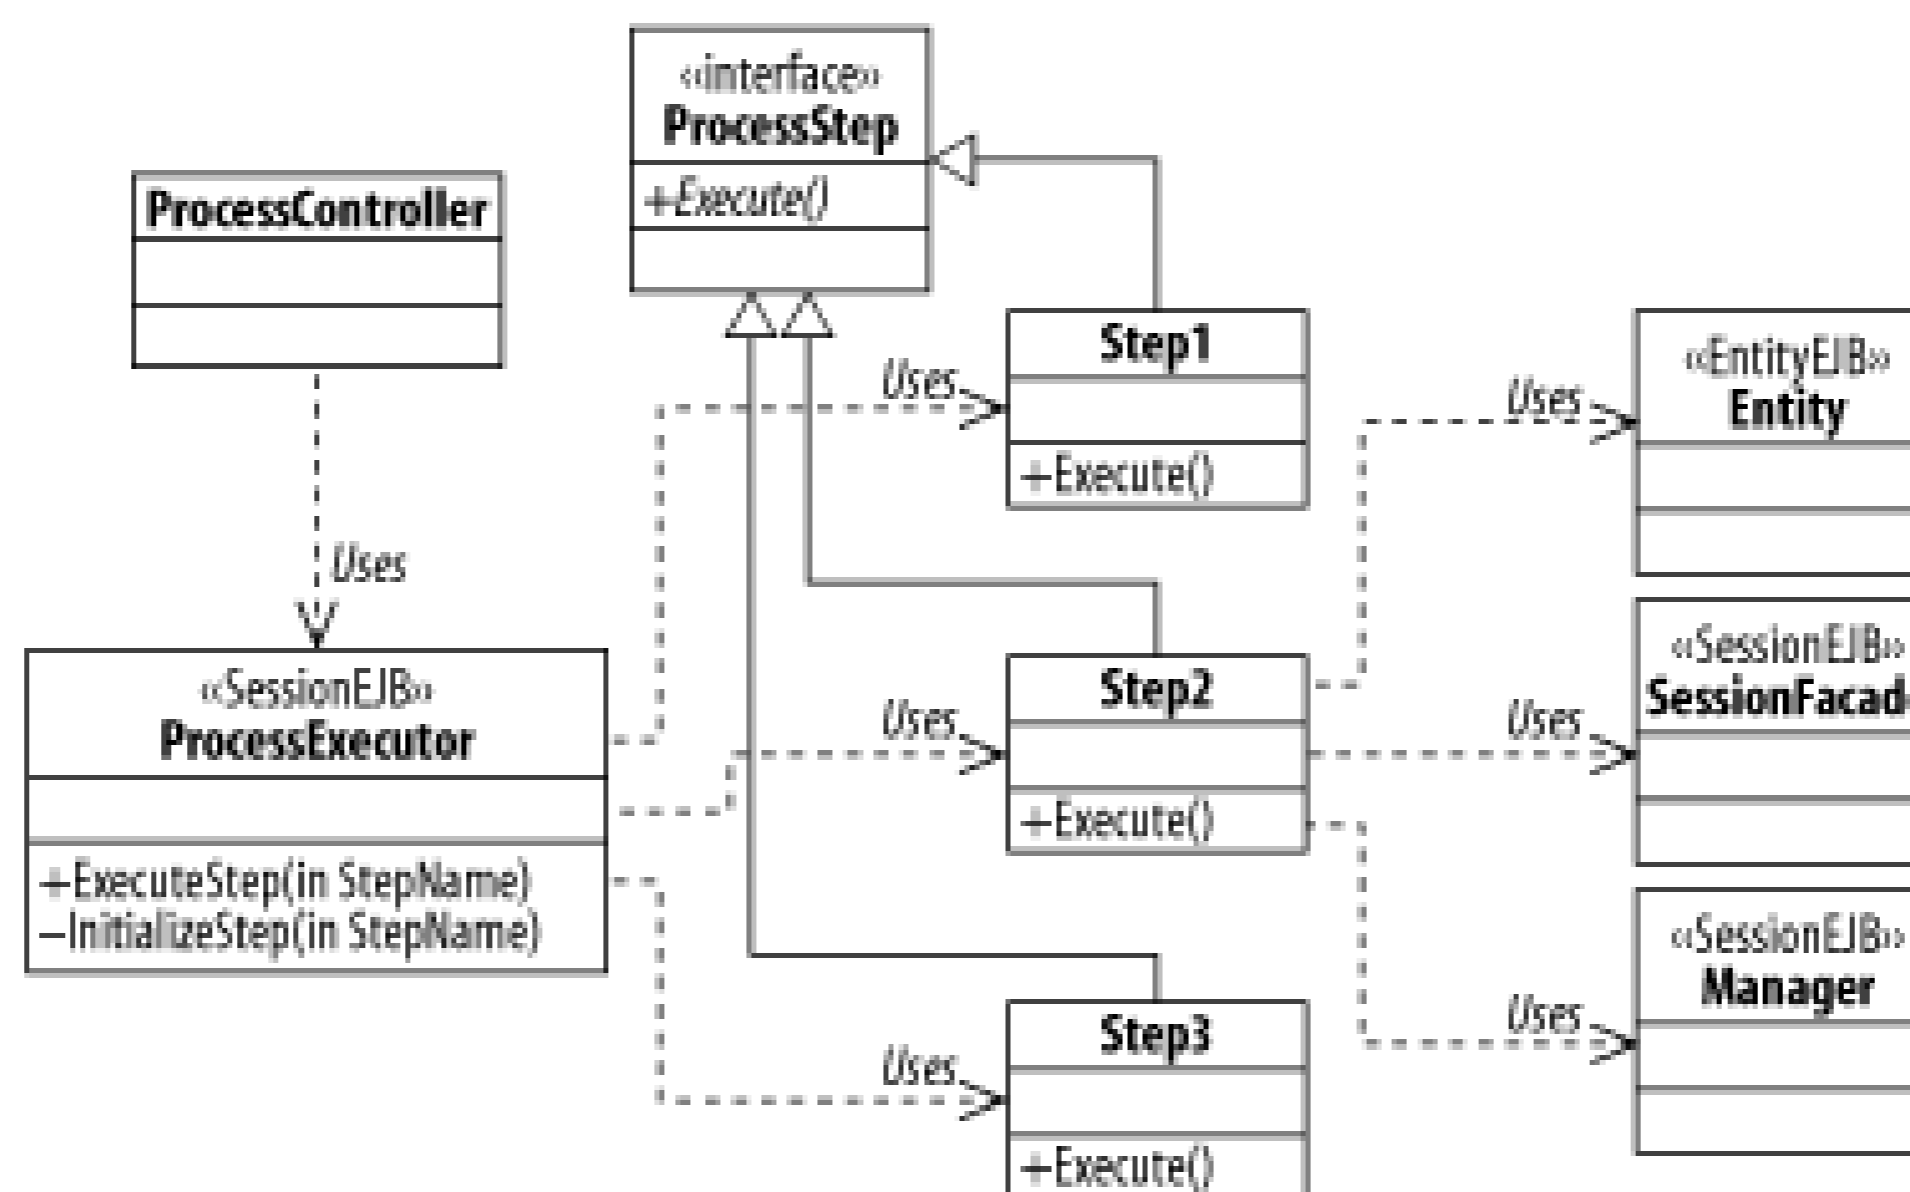 «interface»
ProcessStep
+Execute()
ProcessController
Uses
«SessionEJB»
ProcessExecutor
+ExecuteStep(in StepName)
–InitializeStep(in StepName)
Uses
Step1
+Execute()
Uses
Step2
+Execute()
Uses
Step3
+Execute()
Uses
«EntityEJB»
Entity
Uses
«SessionEJB»
SessionFacad
Uses
«SessionEJB»
Manager